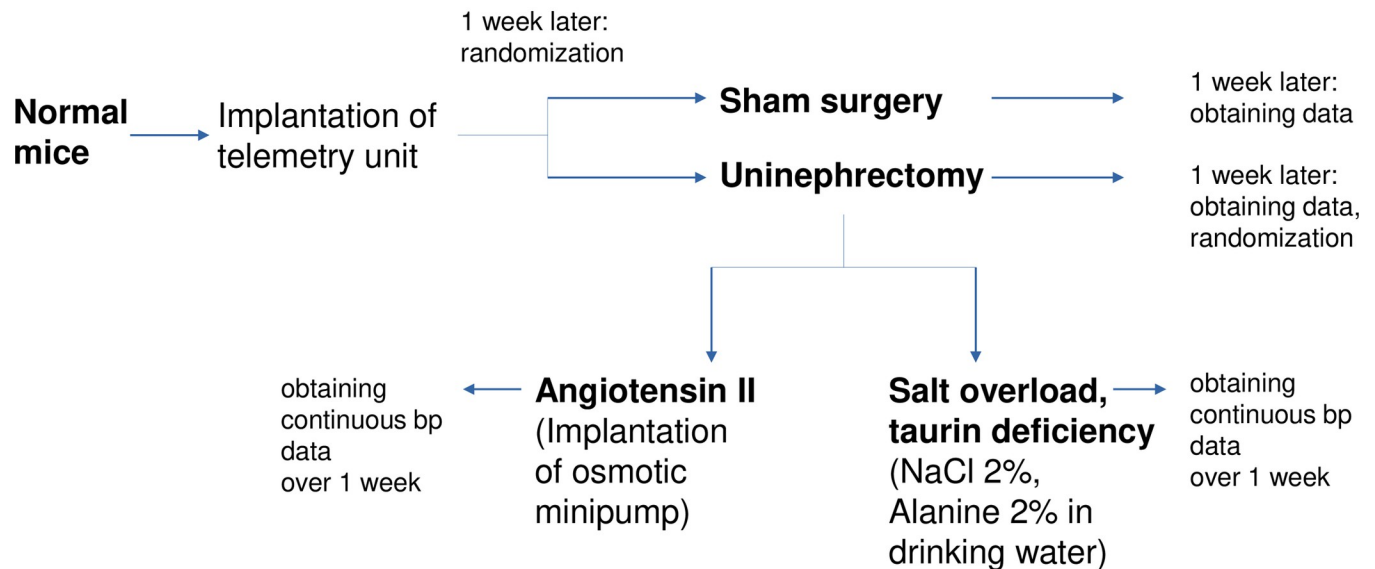 1 week later:
randomization
Normal
mice
Implantation of
telemetry unit
Sham surgery
1 week later:
obtaining data
Uninephrectomy
1 week later:
obtaining data,
randomization
obtaining
continuous bp
data
over 1 week
Angiotensin II
(Implantation
of osmotic
minipump)
Salt overload,
taurin deficiency
(NaCl 2%,
Alanine 2% in
drinking water)
obtaining
continuous bp
data
over 1 week